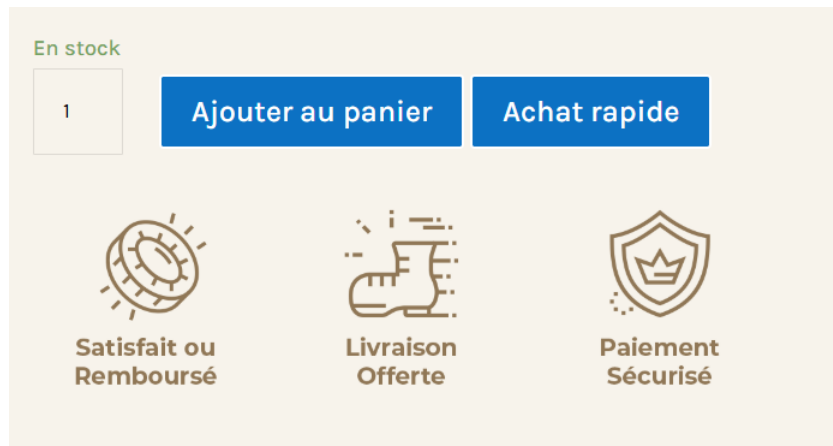 En stock
1
Ajouter au panier
Achat rapide
Satisfait ou
Remboursé
Livraison
Offerte
Paiement
Sécurisé